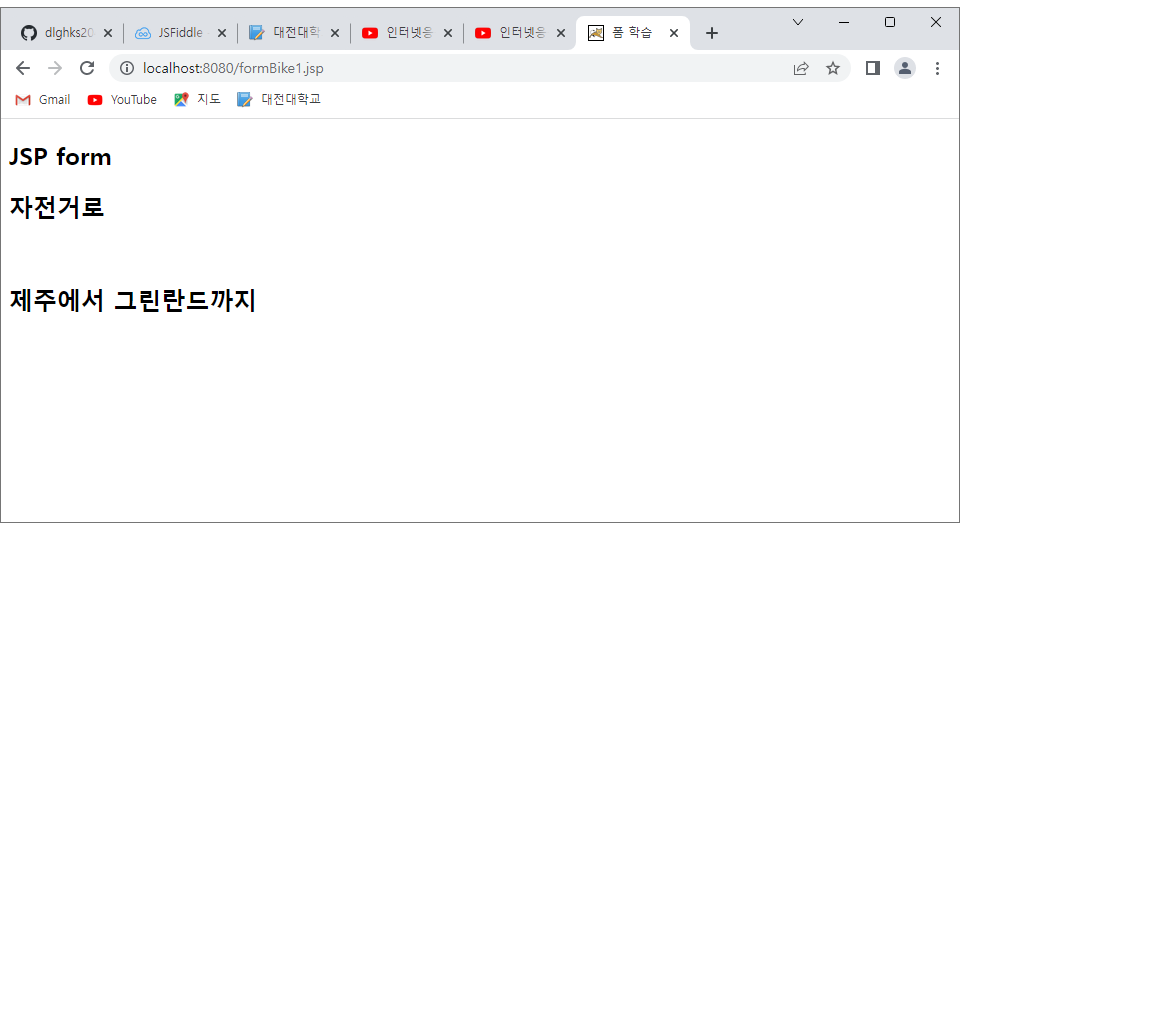 dlghks20 JSFiddle 대전대학 인터넷응 인터넷응 폼 학습
localhost:8080/formBike1.jsp
Gmail YouTube 지도 대전대학교
JSP form
자전거로
제주에서 그린란드까지